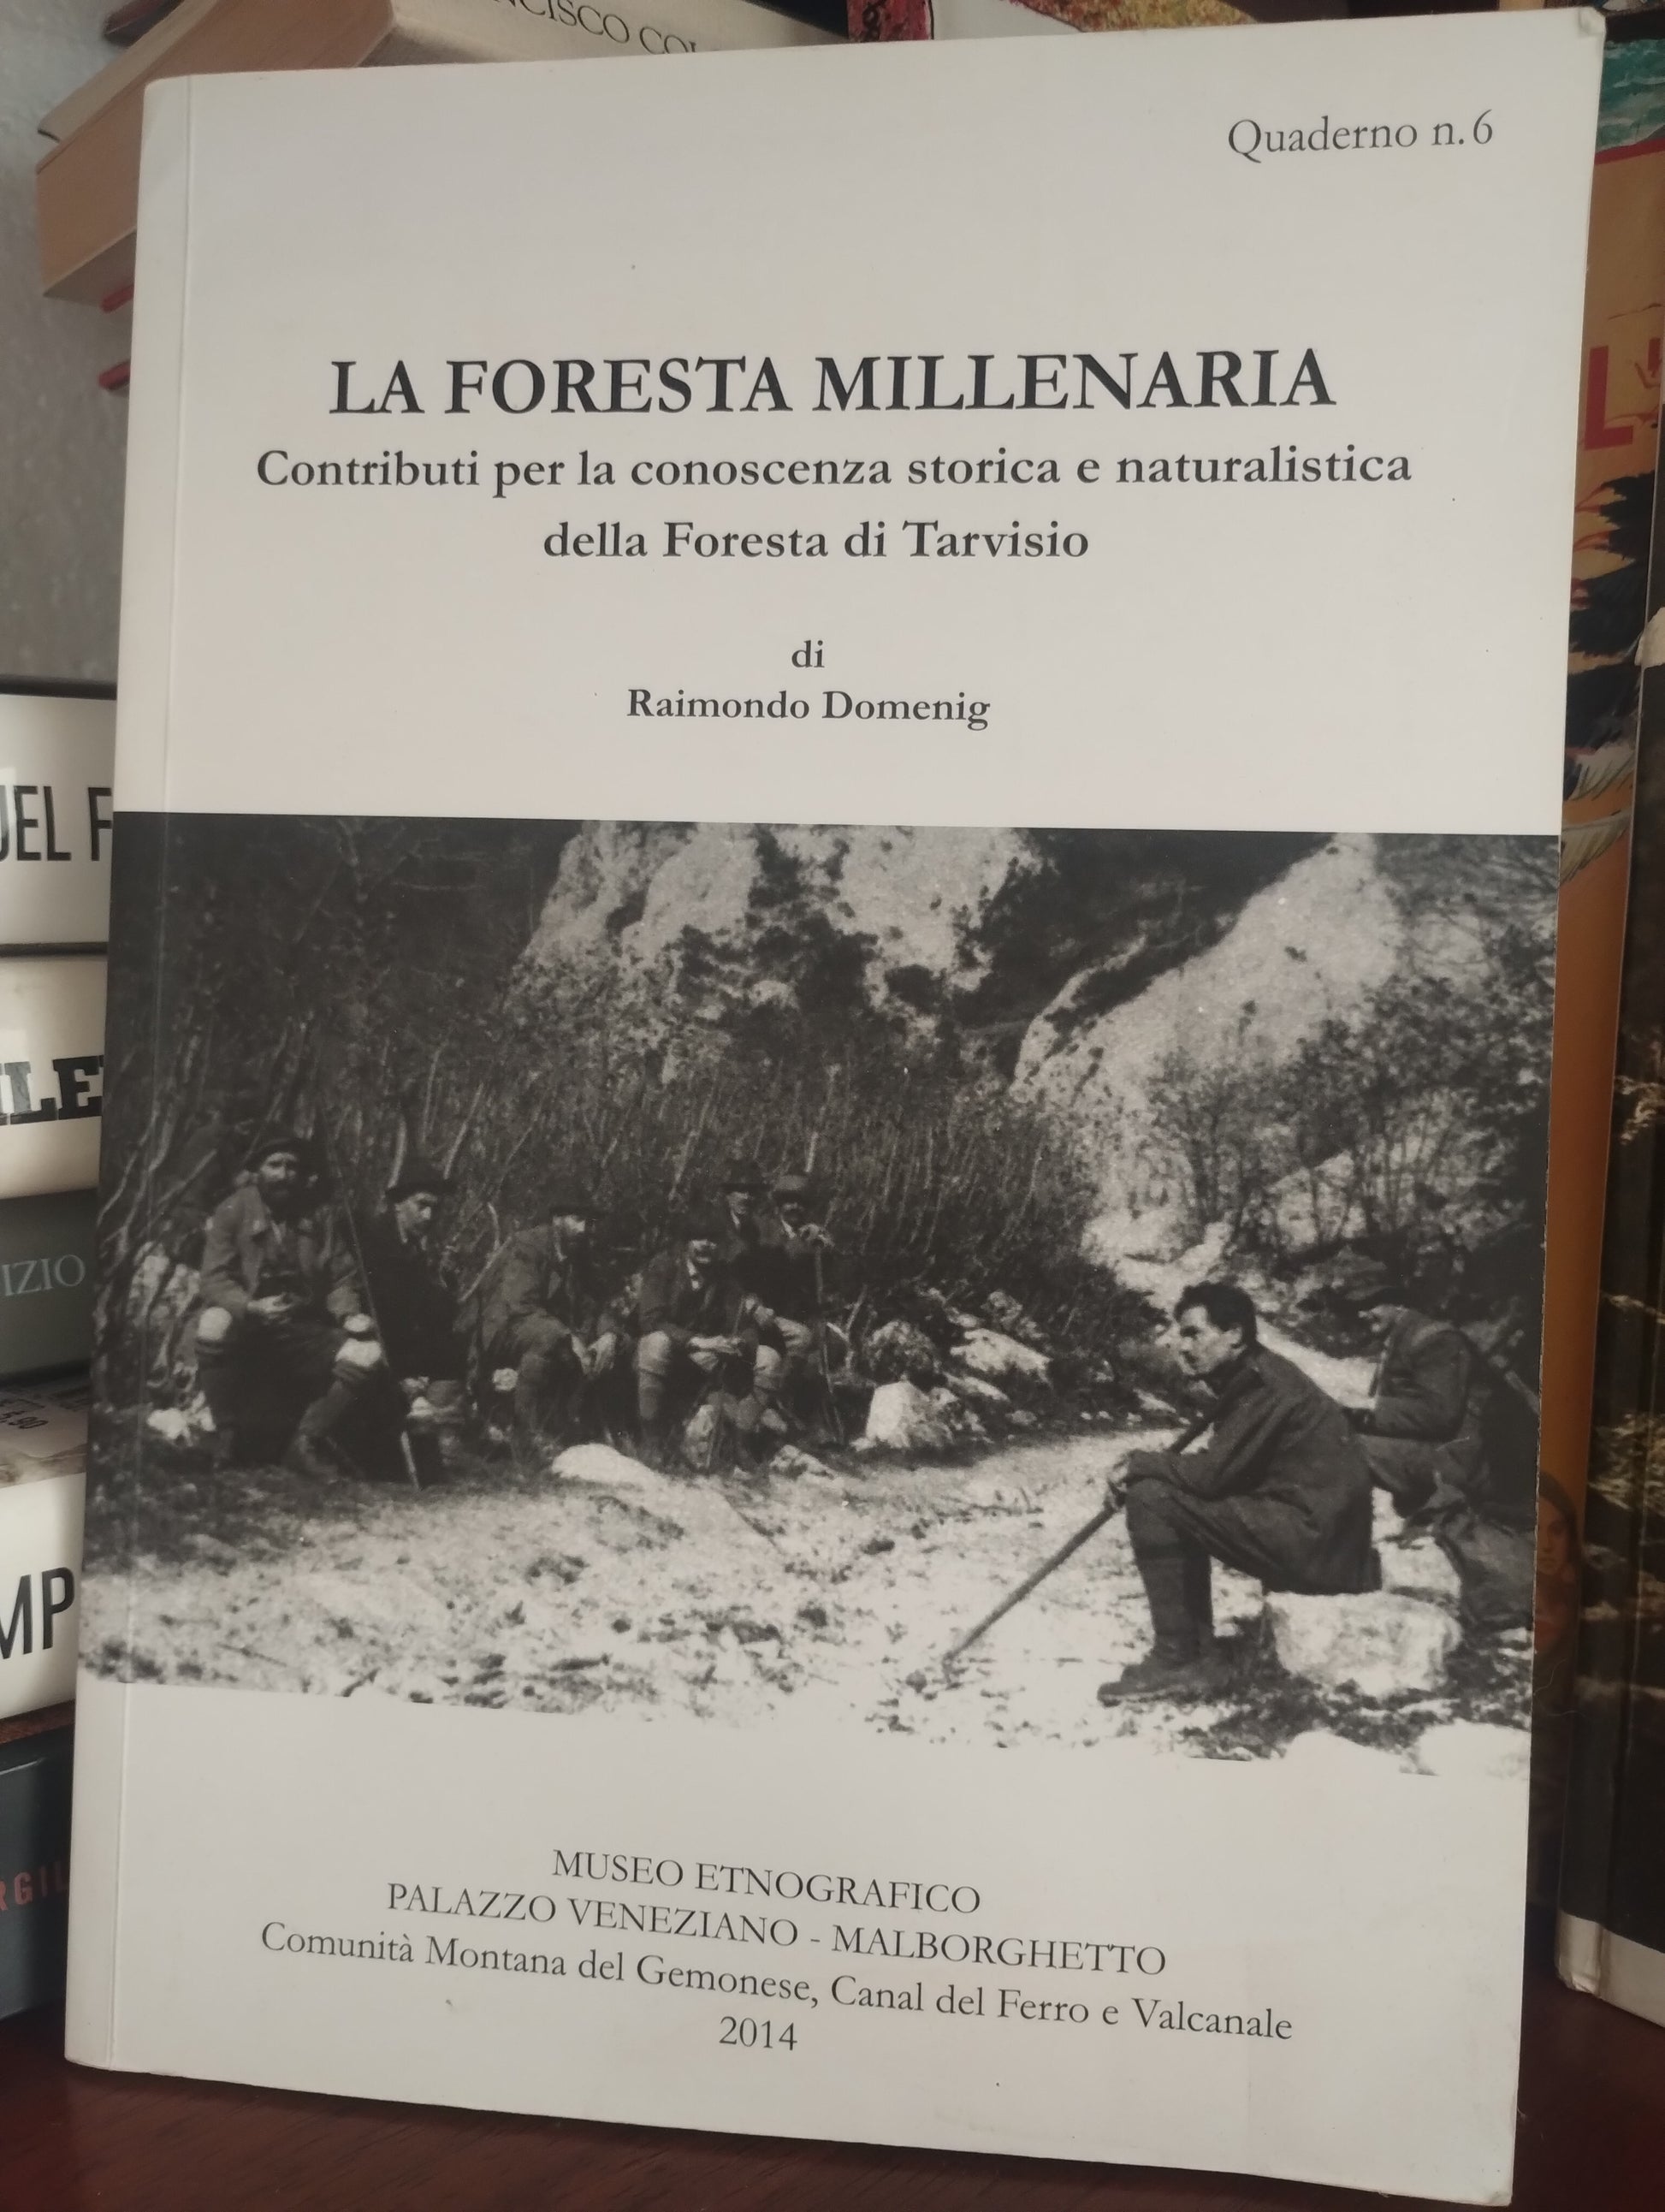 Quaderno n.6
LA FORESTA MILLENARIA
Contributi per la conoscenza storica e naturalistica
della Foresta di Tarvisio
di
Raimondo Domenig
MUSEO ETNOGRAFICO
PALAZZO VENEZIANO - MALBORGHETTO
Comunità Montana del Gemonese, Canal del Ferro e Valcanale
2014